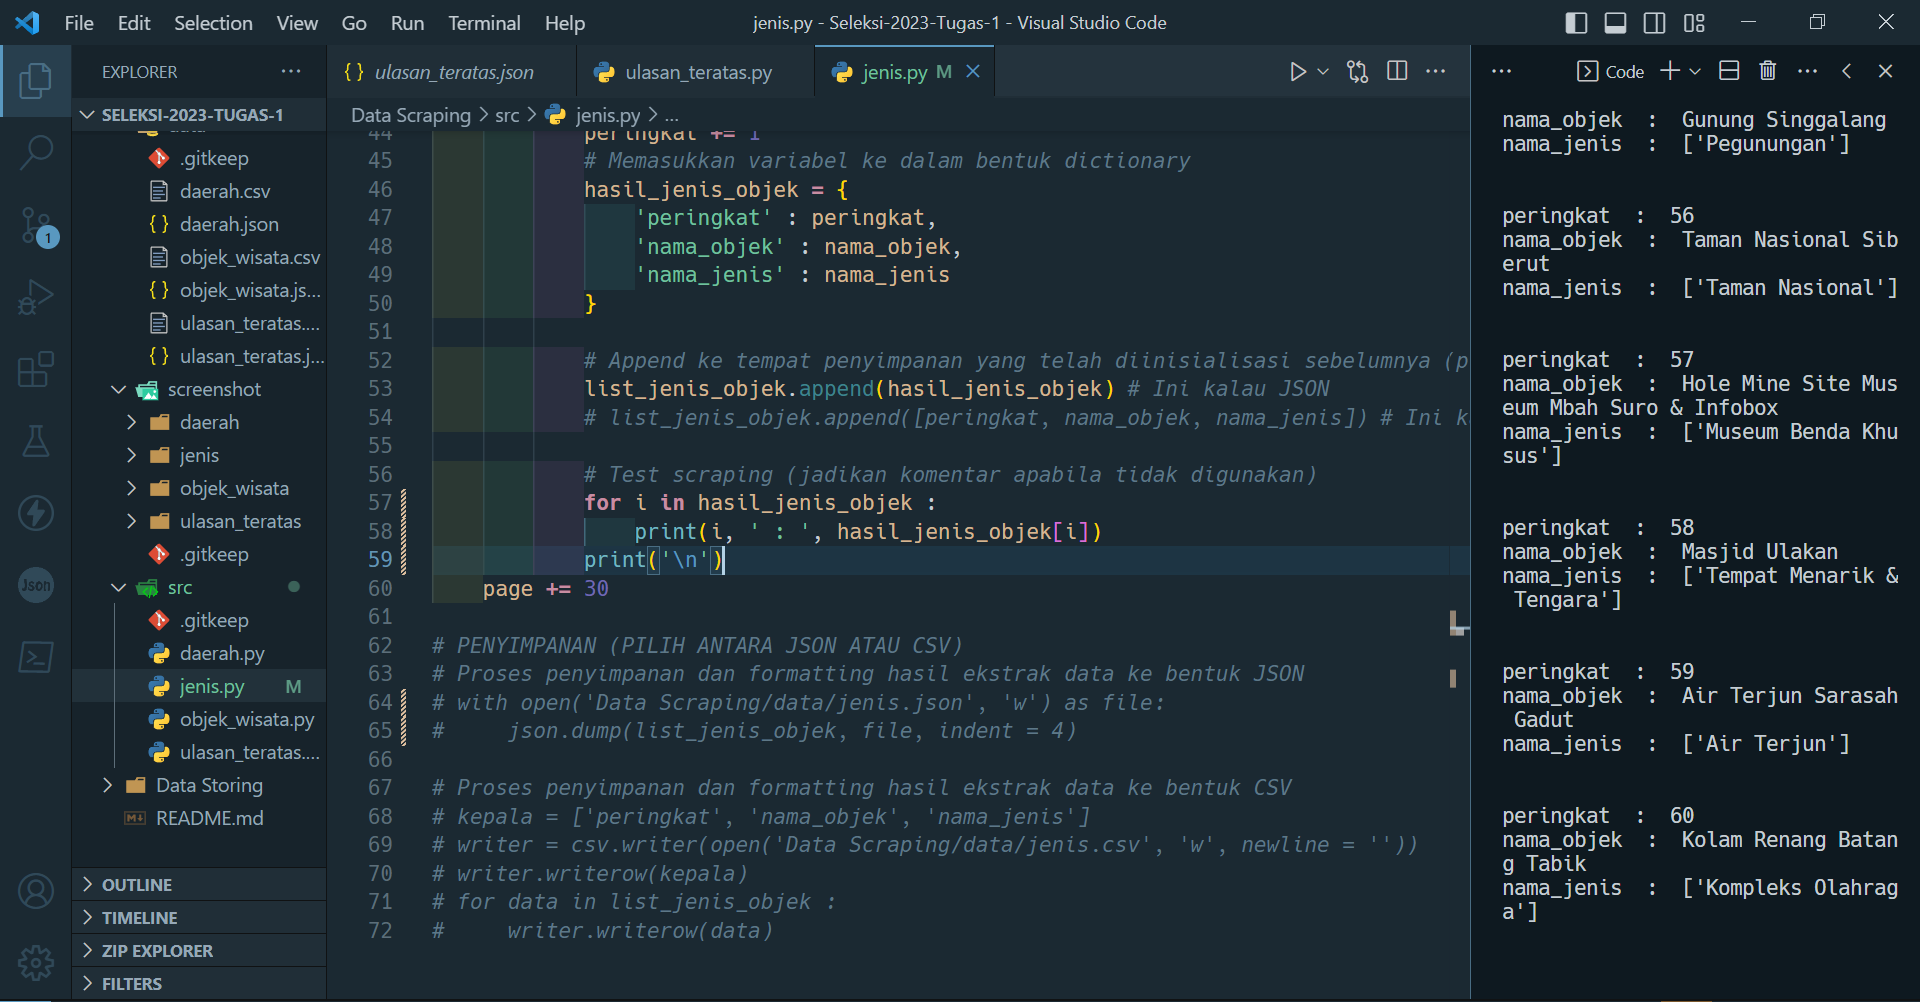 File Edit Selection View Go Run Terminal Help
jenis.py - Seleksi-2023-Tugas-1 - Visual Studio Code
EXPLORER
SELEKSI-2023-TUGAS-1
data
.gitkeep
daerah.csv
daerah.json
objek_wisata.csv
objek_wisata.js...
ulasan_teratas....
ulasan_teratas.j...
screenshot
daerah
jenis
objek_wisata
ulasan_teratas
.gitkeep
src
.gitkeep
daerah.py
jenis.py M
objek_wisata.py
ulasan_teratas....
Data Storing
README.md
OUTLINE
TIMELINE
ZIP EXPLORER
FILTERS
1
Json
ulasan_teratas.json
ulasan_teratas.py
jenis.py M
Data Scraping > src > jenis.py > ...
44 peringkat += 1
45 # Memasukkan variabel ke dalam bentuk dictionary
46 hasil_jenis_objek = {
47 'peringkat' : peringkat,
48 'nama_objek' : nama_objek,
49 'nama_jenis' : nama_jenis
50 }
51
52 # Append ke tempat penyimpanan yang telah diinisialisasi sebelumnya (p
53 list_jenis_objek.append(hasil_jenis_objek) # Ini kalau JSON
54 # list_jenis_objek.append([peringkat, nama_objek, nama_jenis]) # Ini k
55
56 # Test scraping (jadikan komentar apabila tidak digunakan)
57 for i in hasil_jenis_objek :
58 print(i, ' : ', hasil_jenis_objek[i])
59 print('\n')
60 page += 30
61
62 # PENYIMPANAN (PILIH ANTARA JSON ATAU CSV)
63 # Proses penyimpanan dan formatting hasil ekstrak data ke bentuk JSON
64 # with open('Data Scraping/data/jenis.json', 'w') as file:
65 #     json.dump(list_jenis_objek, file, indent = 4)
66
67 # Proses penyimpanan dan formatting hasil ekstrak data ke bentuk CSV
68 # kepala = ['peringkat', 'nama_objek', 'nama_jenis']
69 # writer = csv.writer(open('Data Scraping/data/jenis.csv', 'w', newline = ''))
70 # writer.writerow(kepala)
71 # for data in list_jenis_objek :
72 #     writer.writerow(data)
Code
nama_objek  :  Gunung Singgalang
nama_jenis  :  ['Pegunungan']
peringkat  :  56
nama_objek  :  Taman Nasional Sib
erut
nama_jenis  :  ['Taman Nasional']
peringkat  :  57
nama_objek  :  Hole Mine Site Mus
eum Mbah Suro & Infobox
nama_jenis  :  ['Museum Benda Khu
sus']
peringkat  :  58
nama_objek  :  Masjid Ulakan
nama_jenis  :  ['Tempat Menarik &
 Tengara']
peringkat  :  59
nama_objek  :  Air Terjun Sarasah
 Gadut
nama_jenis  :  ['Air Terjun']
peringkat  :  60
nama_objek  :  Kolam Renang Batan
g Tabik
nama_jenis  :  ['Kompleks Olahrag
a']